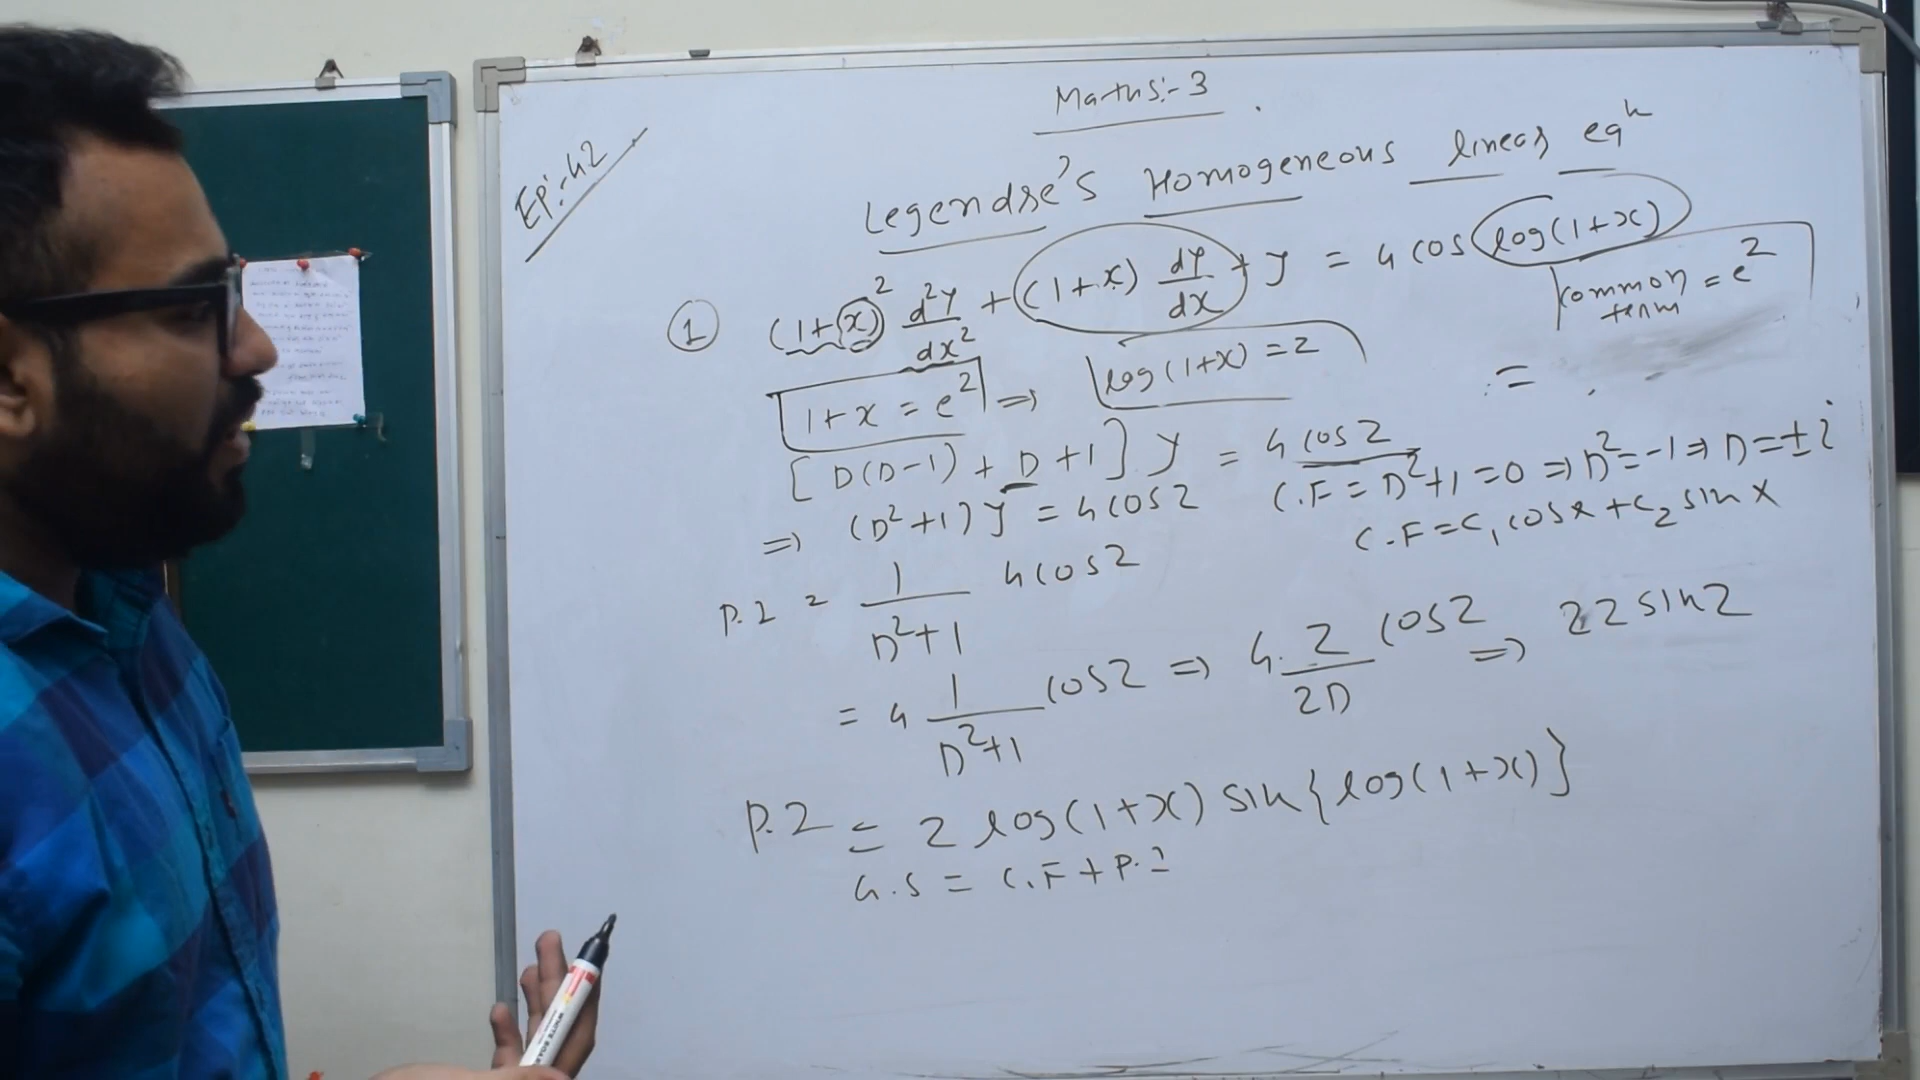 Maths:- 3
EP:-42
Legendre's Homogeneous linear eqⁿ
① (1+x)² d²y/dx² + (1+x) dy/dx + y = 4 cos log(1+x)
common term = e^z
1+x = e^z ⇒ log(1+x) = z
=
[D(D-1) + D + 1] y = 4 cos z
C.F = D²+1 = 0 ⇒ D² = -1 ⇒ D = ±i
⇒ (D²+1) y = 4 cos z
C.F = C₁ cos x + C₂ sin x
P.I = 1/(D²+1) 4 cos z
= 4 1/(D²+1) cos z ⇒ 4. z/2D cos z ⇒ 2z sin z
P.I = 2 log(1+x) sin{log(1+x)}
G.S = C.F + P.I